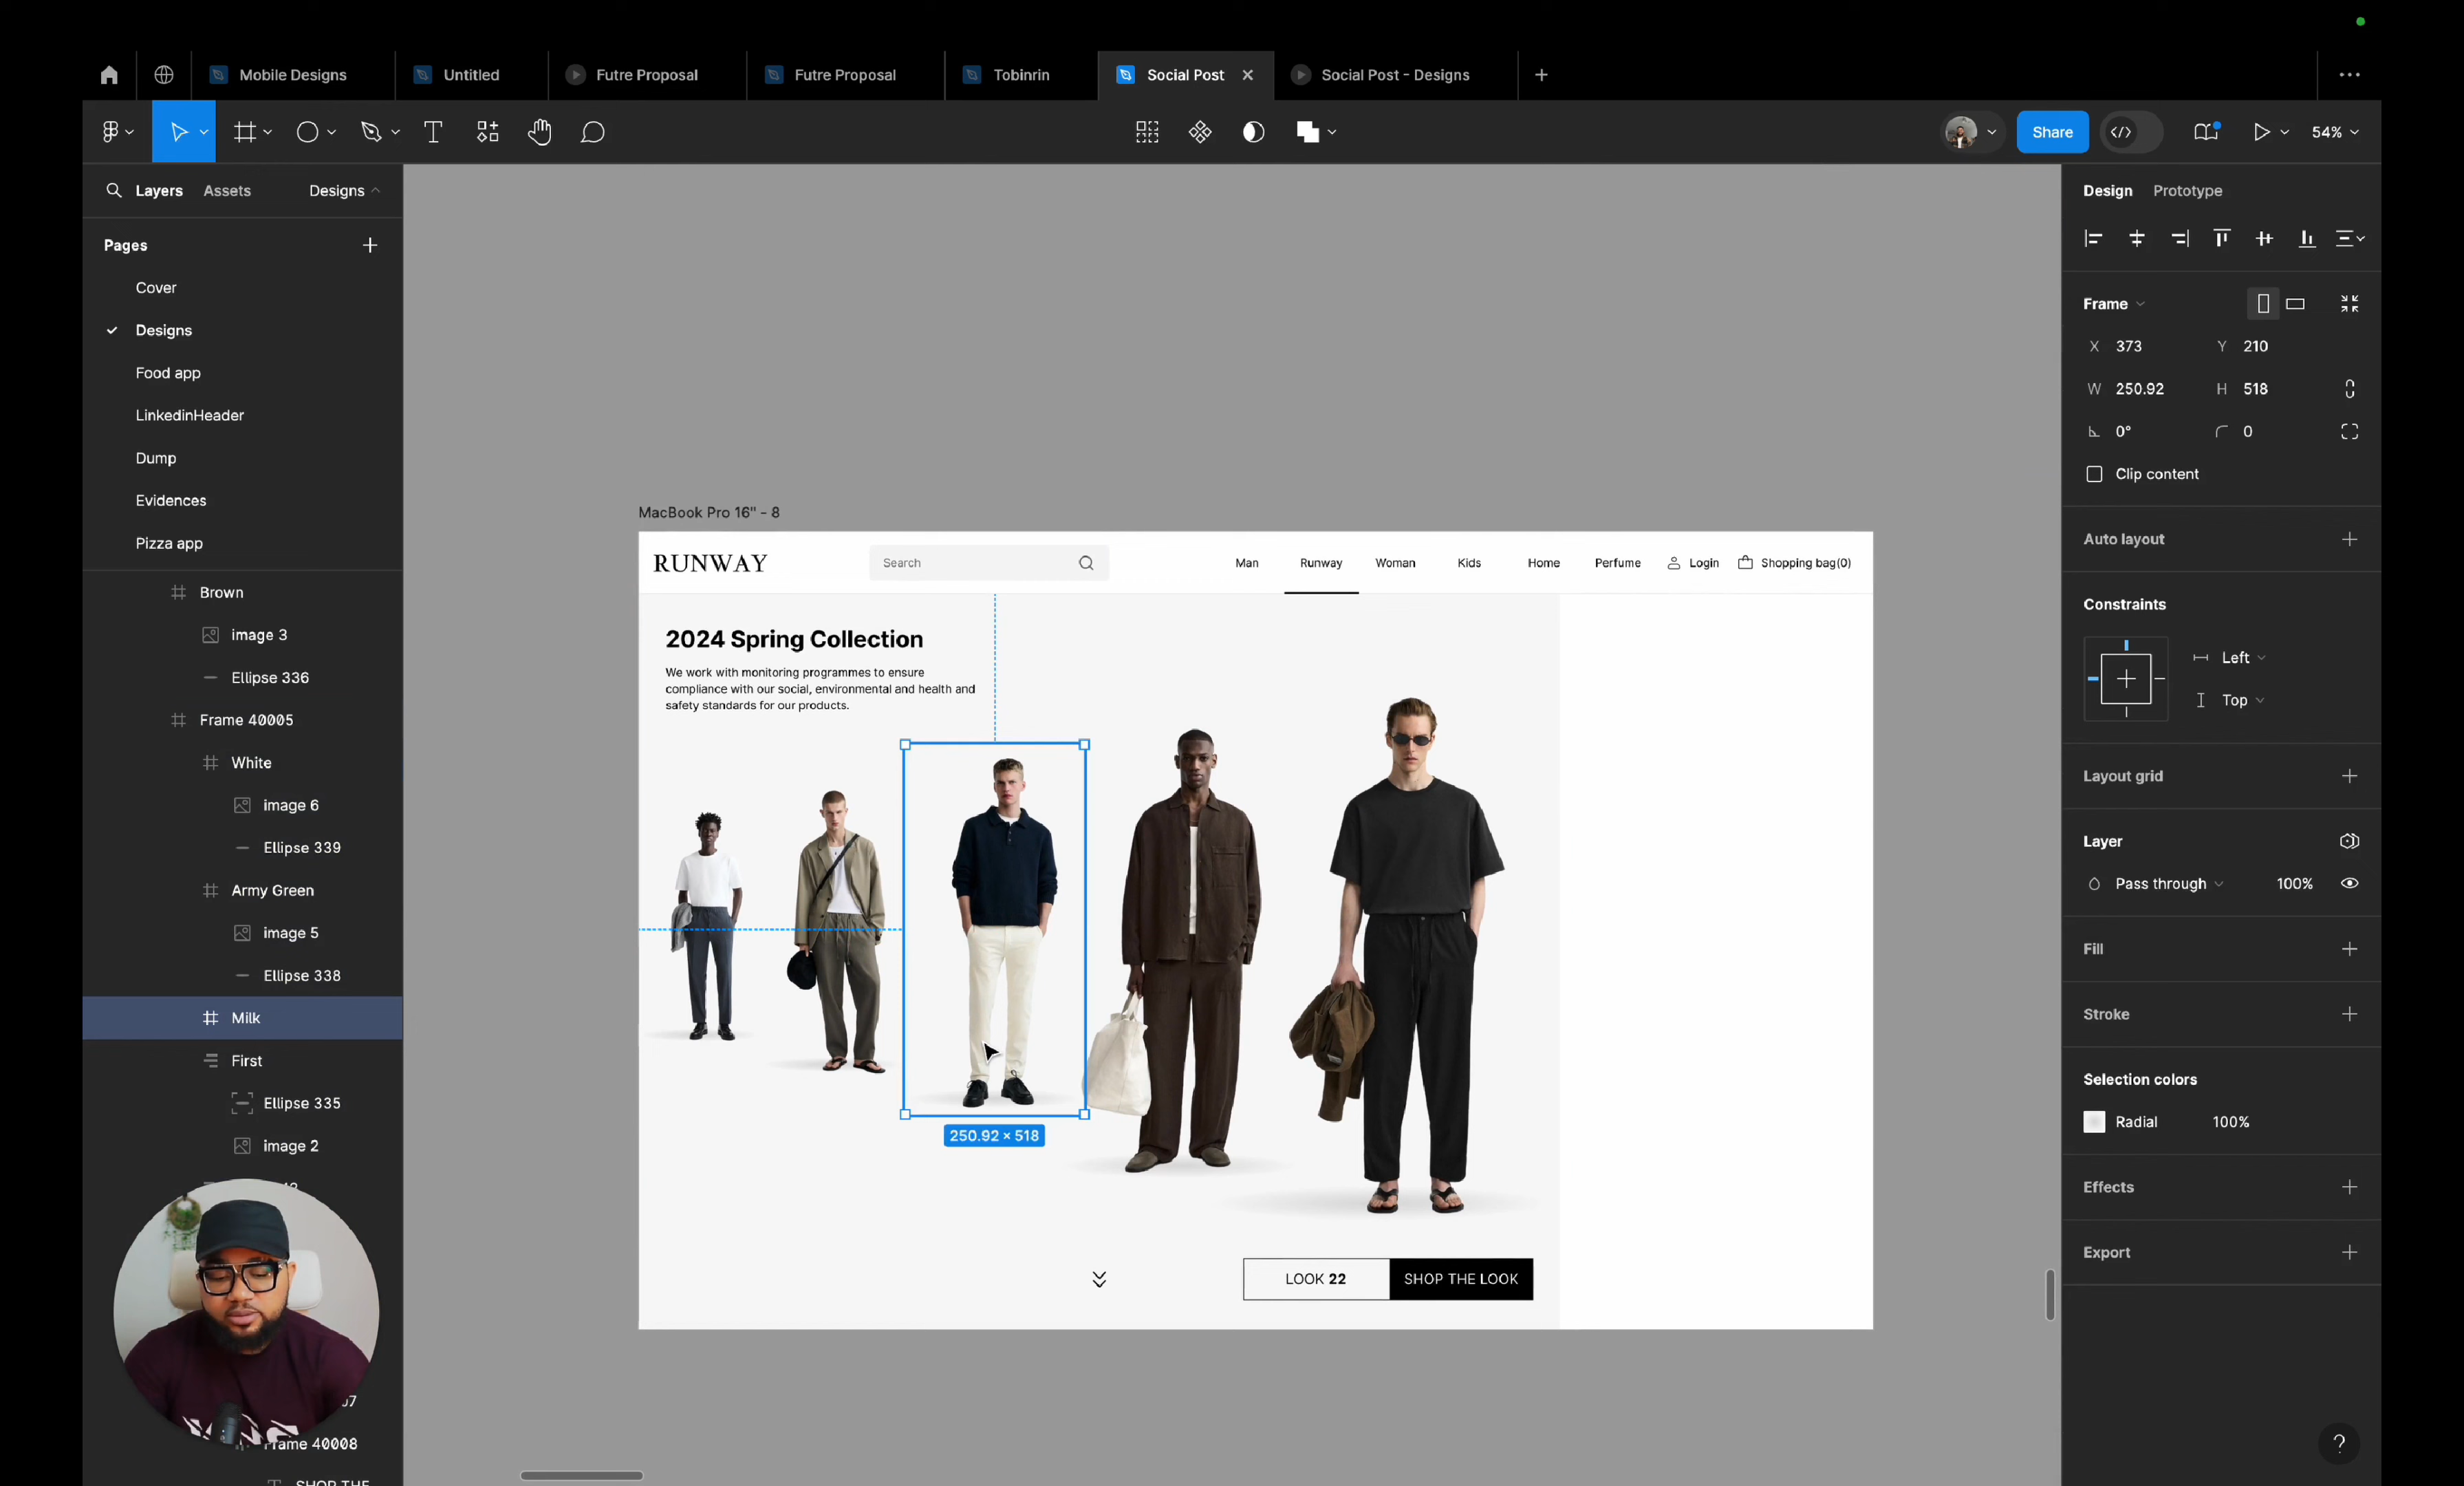 Mobile Designs
Untitled
Futre Proposal
Futre Proposal
Tobinrin
Social Post
Social Post - Designs
Share
54%
Layers
Assets
Designs
Pages
Cover
Designs
Food app
LinkedinHeader
Dump
Evidences
Pizza app
Brown
image 3
Ellipse 336
Frame 40005
White
image 6
Ellipse 339
Army Green
image 5
Ellipse 338
Milk
First
Ellipse 335
image 2
Frame 40008
MacBook Pro 16" - 8
RUNWAY
Search
Man
Runway
Woman
Kids
Home
Perfume
Login
Shopping bag(0)
2024 Spring Collection
We work with monitoring programmes to ensure
compliance with our social, environmental and health and
safety standards for our products.
250.92 × 518
LOOK 22
SHOP THE LOOK
Design
Prototype
Frame
X 373
Y 210
W 250.92
H 518
0°
0
Clip content
Auto layout
Constraints
Left
Top
Layout grid
Layer
Pass through
100%
Fill
Stroke
Selection colors
Radial
100%
Effects
Export
?